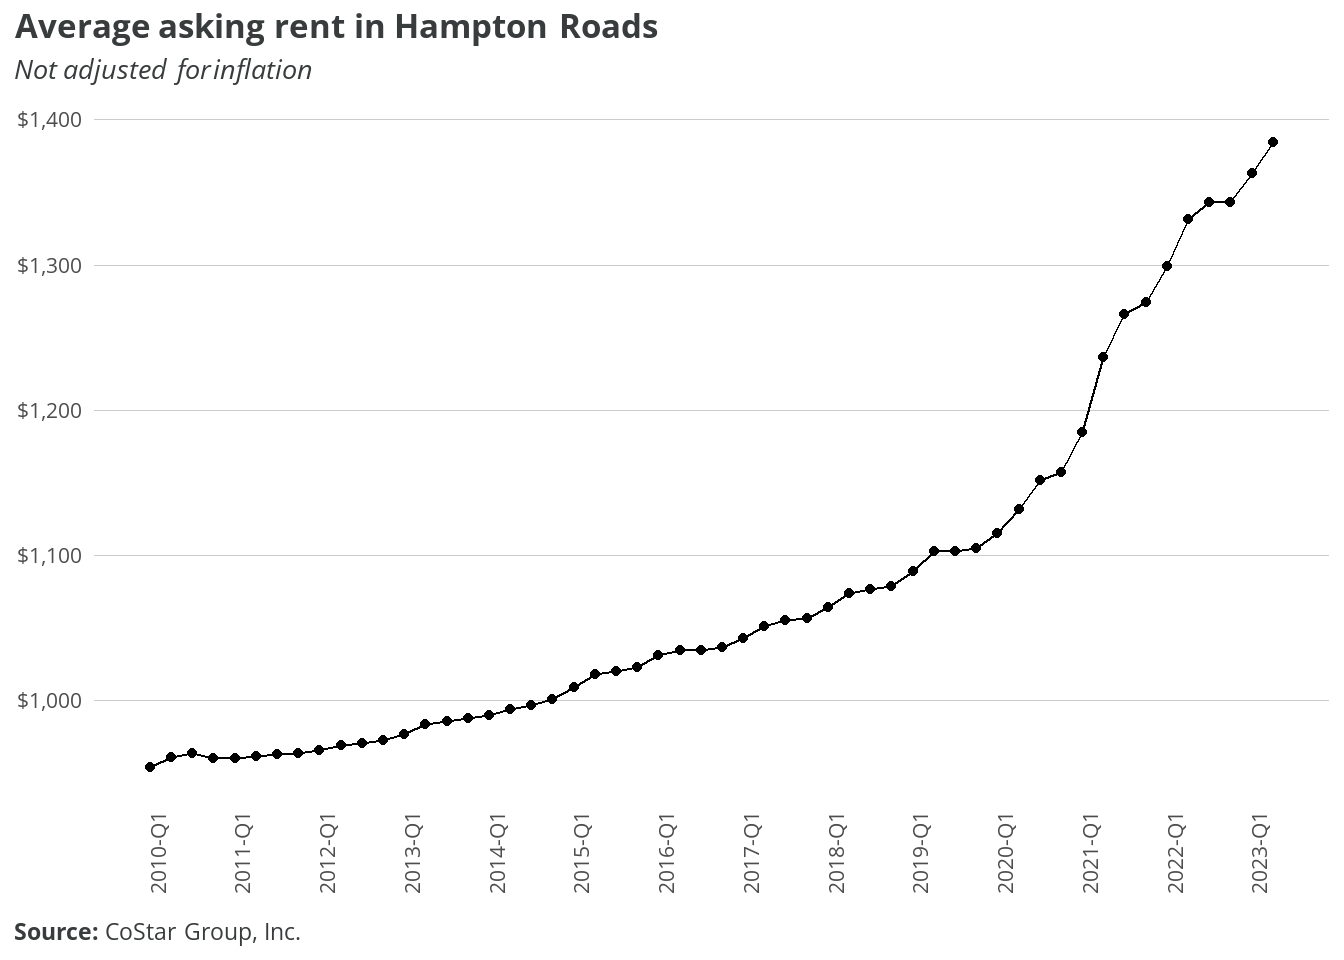 Average asking rent in Hampton Roads
Not adjusted for inflation
$1,400
$1,300
$1,200
$1,100
$1,000
2010-Q1
2011-Q1
2012-Q1
2013-Q1
2014-Q1
2015-Q1
2016-Q1
2017-Q1
2018-Q1
2019-Q1
2020-Q1
2021-Q1
2022-Q1
2023-Q1
Source: CoStar Group, Inc.